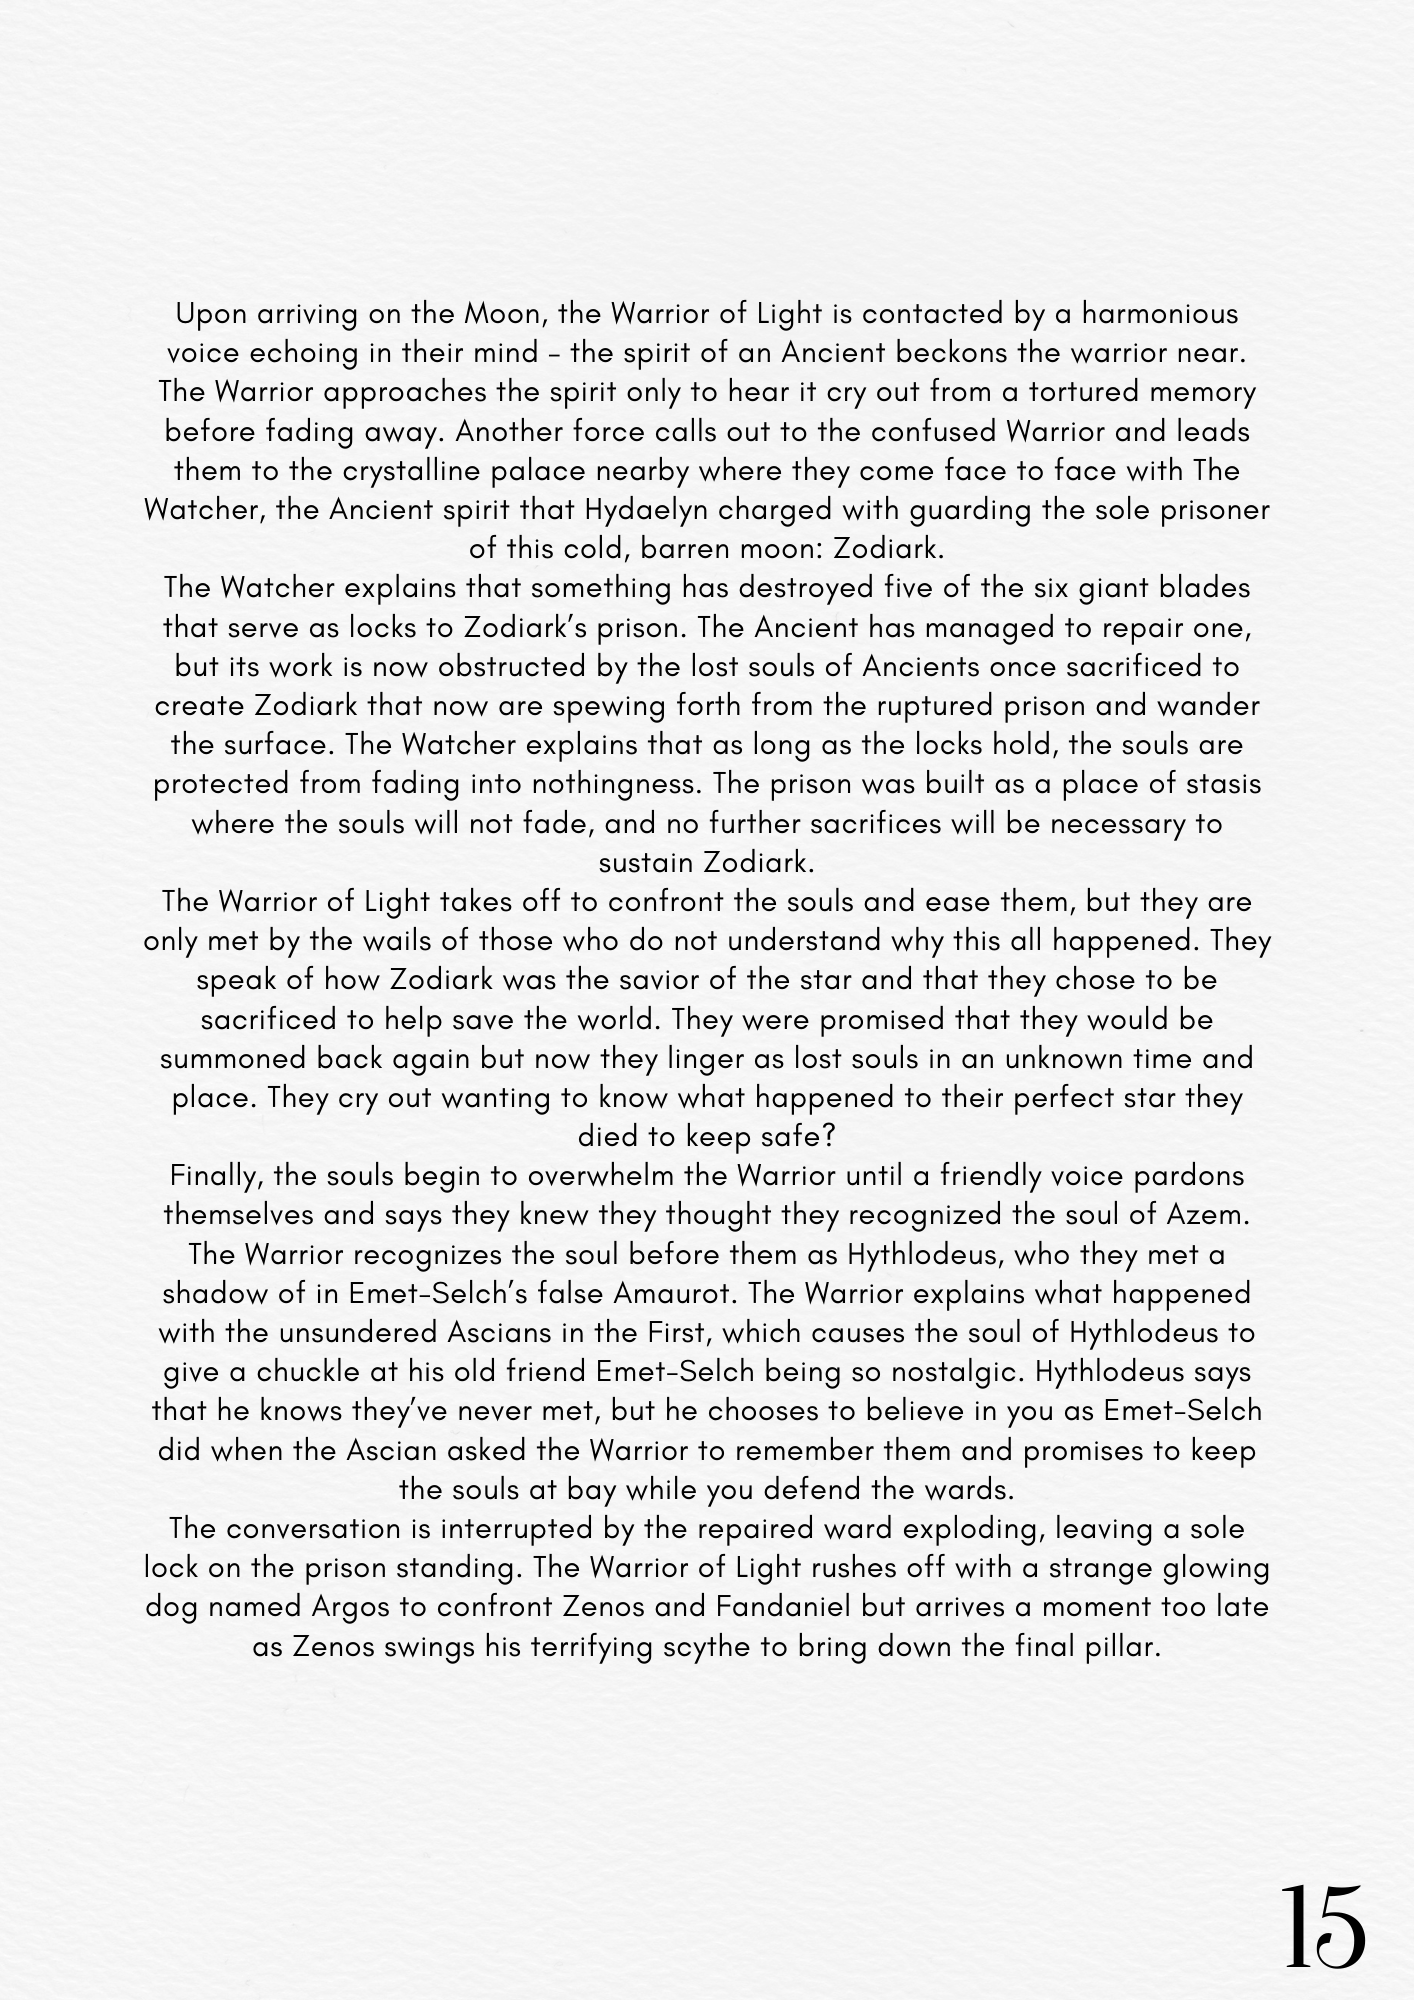 Upon arriving on the Moon, the Warrior of Light is contacted by a harmonious
voice echoing in their mind – the spirit of an Ancient beckons the warrior near.
The Warrior approaches the spirit only to hear it cry out from a tortured memory
before fading away. Another force calls out to the confused Warrior and leads
them to the crystalline palace nearby where they come face to face with The
Watcher, the Ancient spirit that Hydaelyn charged with guarding the sole prisoner
of this cold, barren moon: Zodiark.
The Watcher explains that something has destroyed five of the six giant blades
that serve as locks to Zodiark’s prison. The Ancient has managed to repair one,
but its work is now obstructed by the lost souls of Ancients once sacrificed to
create Zodiark that now are spewing forth from the ruptured prison and wander
the surface. The Watcher explains that as long as the locks hold, the souls are
protected from fading into nothingness. The prison was built as a place of stasis
where the souls will not fade, and no further sacrifices will be necessary to
sustain Zodiark.
The Warrior of Light takes off to confront the souls and ease them, but they are
only met by the wails of those who do not understand why this all happened. They
speak of how Zodiark was the savior of the star and that they chose to be
sacrificed to help save the world. They were promised that they would be
summoned back again but now they linger as lost souls in an unknown time and
place. They cry out wanting to know what happened to their perfect star they
died to keep safe?
Finally, the souls begin to overwhelm the Warrior until a friendly voice pardons
themselves and says they knew they thought they recognized the soul of Azem.
The Warrior recognizes the soul before them as Hythlodeus, who they met a
shadow of in Emet-Selch’s false Amaurot. The Warrior explains what happened
with the unsundered Ascians in the First, which causes the soul of Hythlodeus to
give a chuckle at his old friend Emet-Selch being so nostalgic. Hythlodeus says
that he knows they’ve never met, but he chooses to believe in you as Emet-Selch
did when the Ascian asked the Warrior to remember them and promises to keep
the souls at bay while you defend the wards.
The conversation is interrupted by the repaired ward exploding, leaving a sole
lock on the prison standing. The Warrior of Light rushes off with a strange glowing
dog named Argos to confront Zenos and Fandaniel but arrives a moment too late
as Zenos swings his terrifying scythe to bring down the final pillar.
15